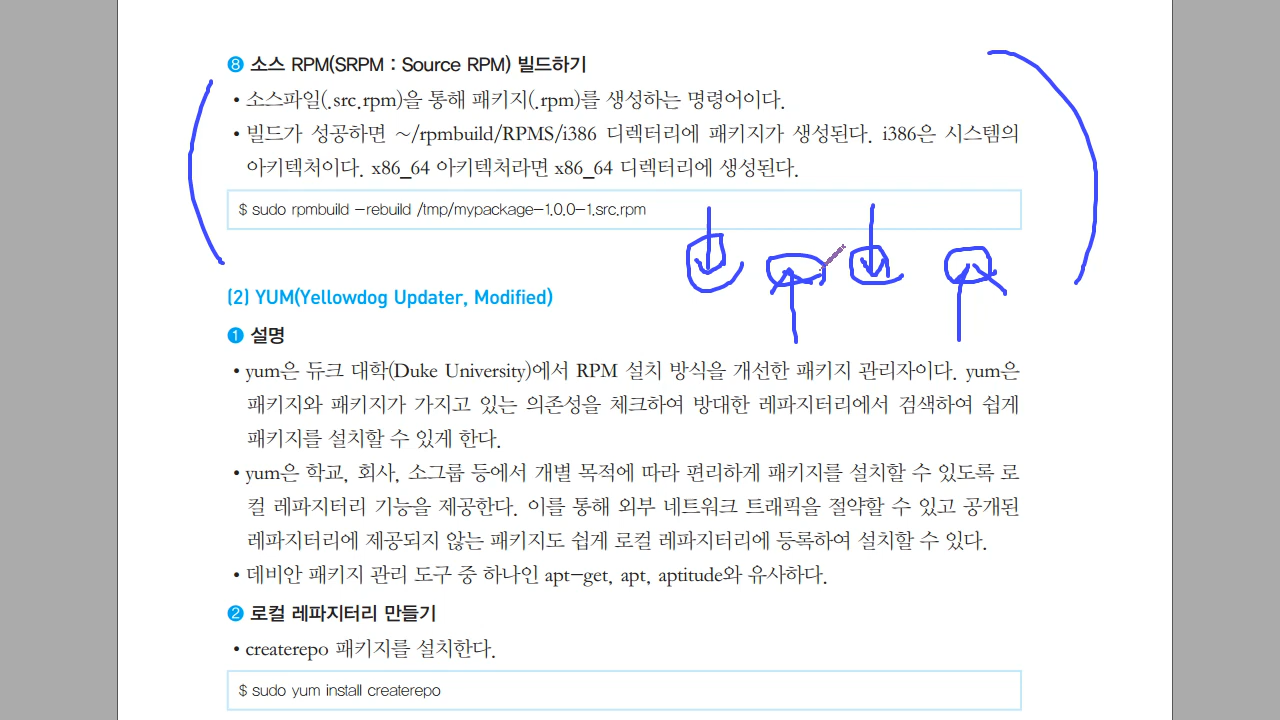 ❽ 소스 RPM(SRPM : Source RPM) 빌드하기
• 소스파일(.src.rpm)을 통해 패키지(.rpm)를 생성하는 명령어이다.
• 빌드가 성공하면 ~/rpmbuild/RPMS/i386 디렉터리에 패키지가 생성된다. i386은 시스템의
아키텍처이다. x86_64 아키텍처라면 x86_64 디렉터리에 생성된다.
$ sudo rpmbuild –rebuild /tmp/mypackage–1.0.0–1.src.rpm
(2) YUM(Yellowdog Updater, Modified)
❶ 설명
• yum은 듀크 대학(Duke University)에서 RPM 설치 방식을 개선한 패키지 관리자이다. yum은
패키지와 패키지가 가지고 있는 의존성을 체크하여 방대한 레파지터리에서 검색하여 쉽게
패키지를 설치할 수 있게 한다.
• yum은 학교, 회사, 소그룹 등에서 개별 목적에 따라 편리하게 패키지를 설치할 수 있도록 로
컬 레파지터리 기능을 제공한다. 이를 통해 외부 네트워크 트래픽을 절약할 수 있고 공개된
레파지터리에 제공되지 않는 패키지도 쉽게 로컬 레파지터리에 등록하여 설치할 수 있다.
• 데비안 패키지 관리 도구 중 하나인 apt–get, apt, aptitude와 유사하다.
❷ 로컬 레파지터리 만들기
• createrepo 패키지를 설치한다.
$ sudo yum install createrepo